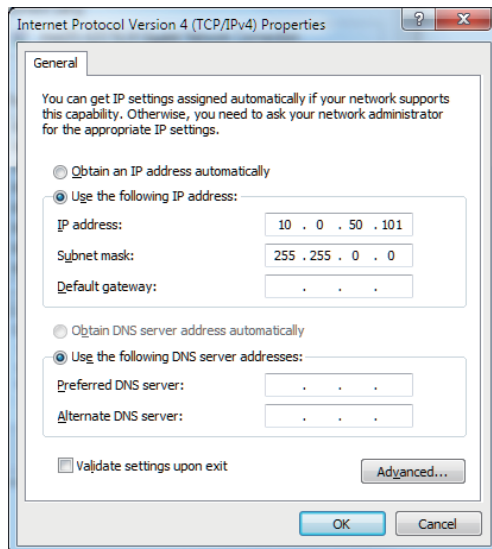 Internet Protocol Version 4 (TCP/IPv4) Properties
General
You can get IP settings assigned automatically if your network supports
this capability. Otherwise, you need to ask your network administrator
for the appropriate IP settings.
Obtain an IP address automatically
Use the following IP address:
IP address: 10 . 0 . 50 . 101
Subnet mask: 255 . 255 . 0 . 0
Default gateway: . . .
Obtain DNS server address automatically
Use the following DNS server addresses:
Preferred DNS server: . . .
Alternate DNS server: . . .
Validate settings upon exit
Advanced...
OK Cancel